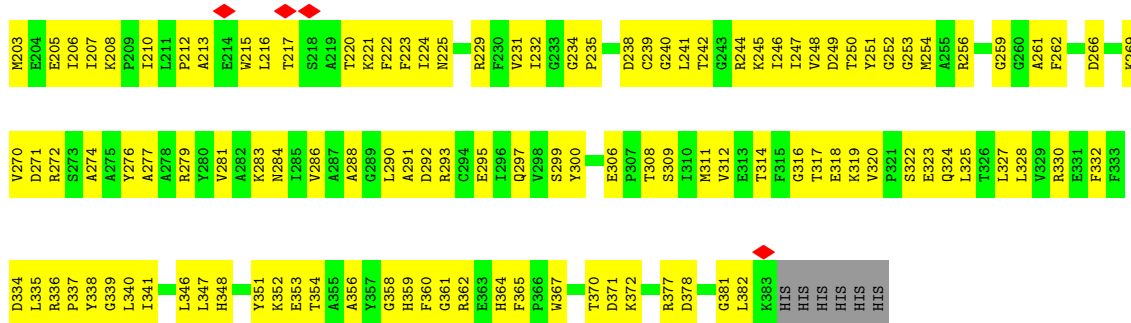 M203 E204 E205 I206 I207 K208 P209 I210 L211 P212 A213 E214 W215 L216 T217 S218 A219 T220 K221 F222 F223 I224 N225 R229 F230 V231 I232 G233 G234 P235 D238 C239 G240 L241 T242 G243 R244 K245 I246 I247 V248 D249 T250 Y251 G252 G253 M254 A255 R256 G259 G260 A261 F262 D266 K269
V270 D271 R272 S273 A274 A275 Y276 A277 A278 R279 Y280 V281 A282 K283 N284 I285 V286 A287 A288 G289 L290 A291 D292 R293 C294 E295 I296 Q297 V298 S299 Y300 E306 P307 T308 S309 I310 M311 V312 E313 T314 F315 G316 T317 E318 K319 V320 P321 S322 E323 Q324 L325 T326 L327 L328 V329 R330 E331 F332 F333
D334 L335 R336 P337 Y338 G339 L340 I341 L346 L347 H348 Y351 K352 E353 T354 A355 A356 Y357 G358 H359 F360 G361 R362 E363 H364 F365 P366 W367 T370 D371 K372 R377 D378 G381 L382 K383 HIS HIS HIS HIS HIS HIS